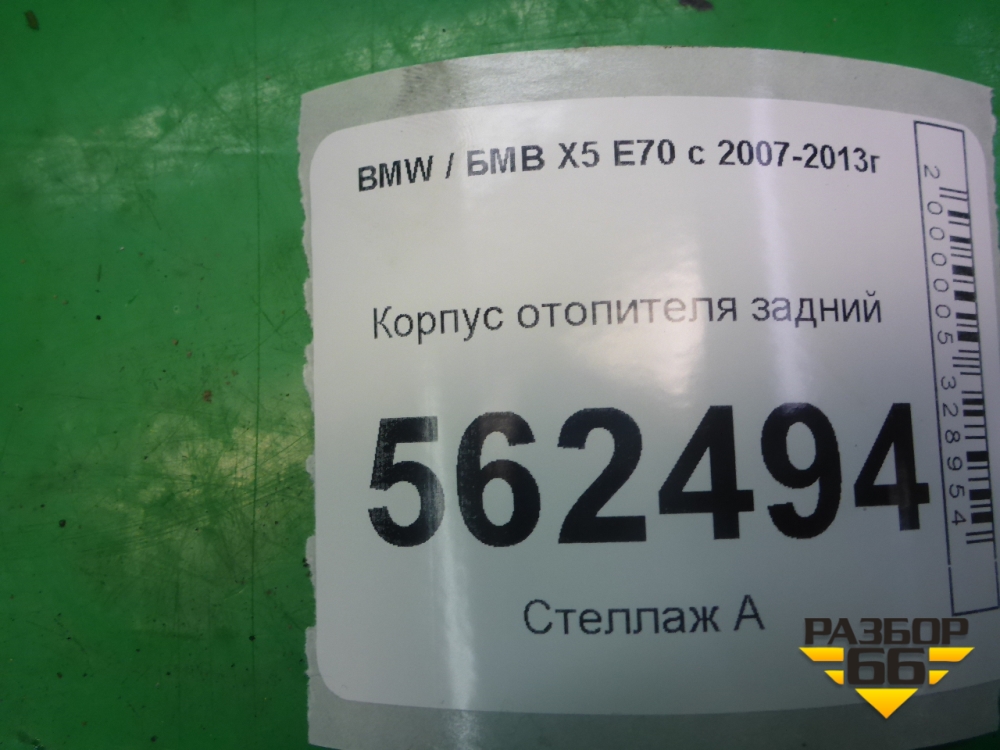 BMW / БМВ X5 E70 с 2007-2013г
Корпус отопителя задний
562494
Стеллаж А
2000005328954
РАЗБОР
66